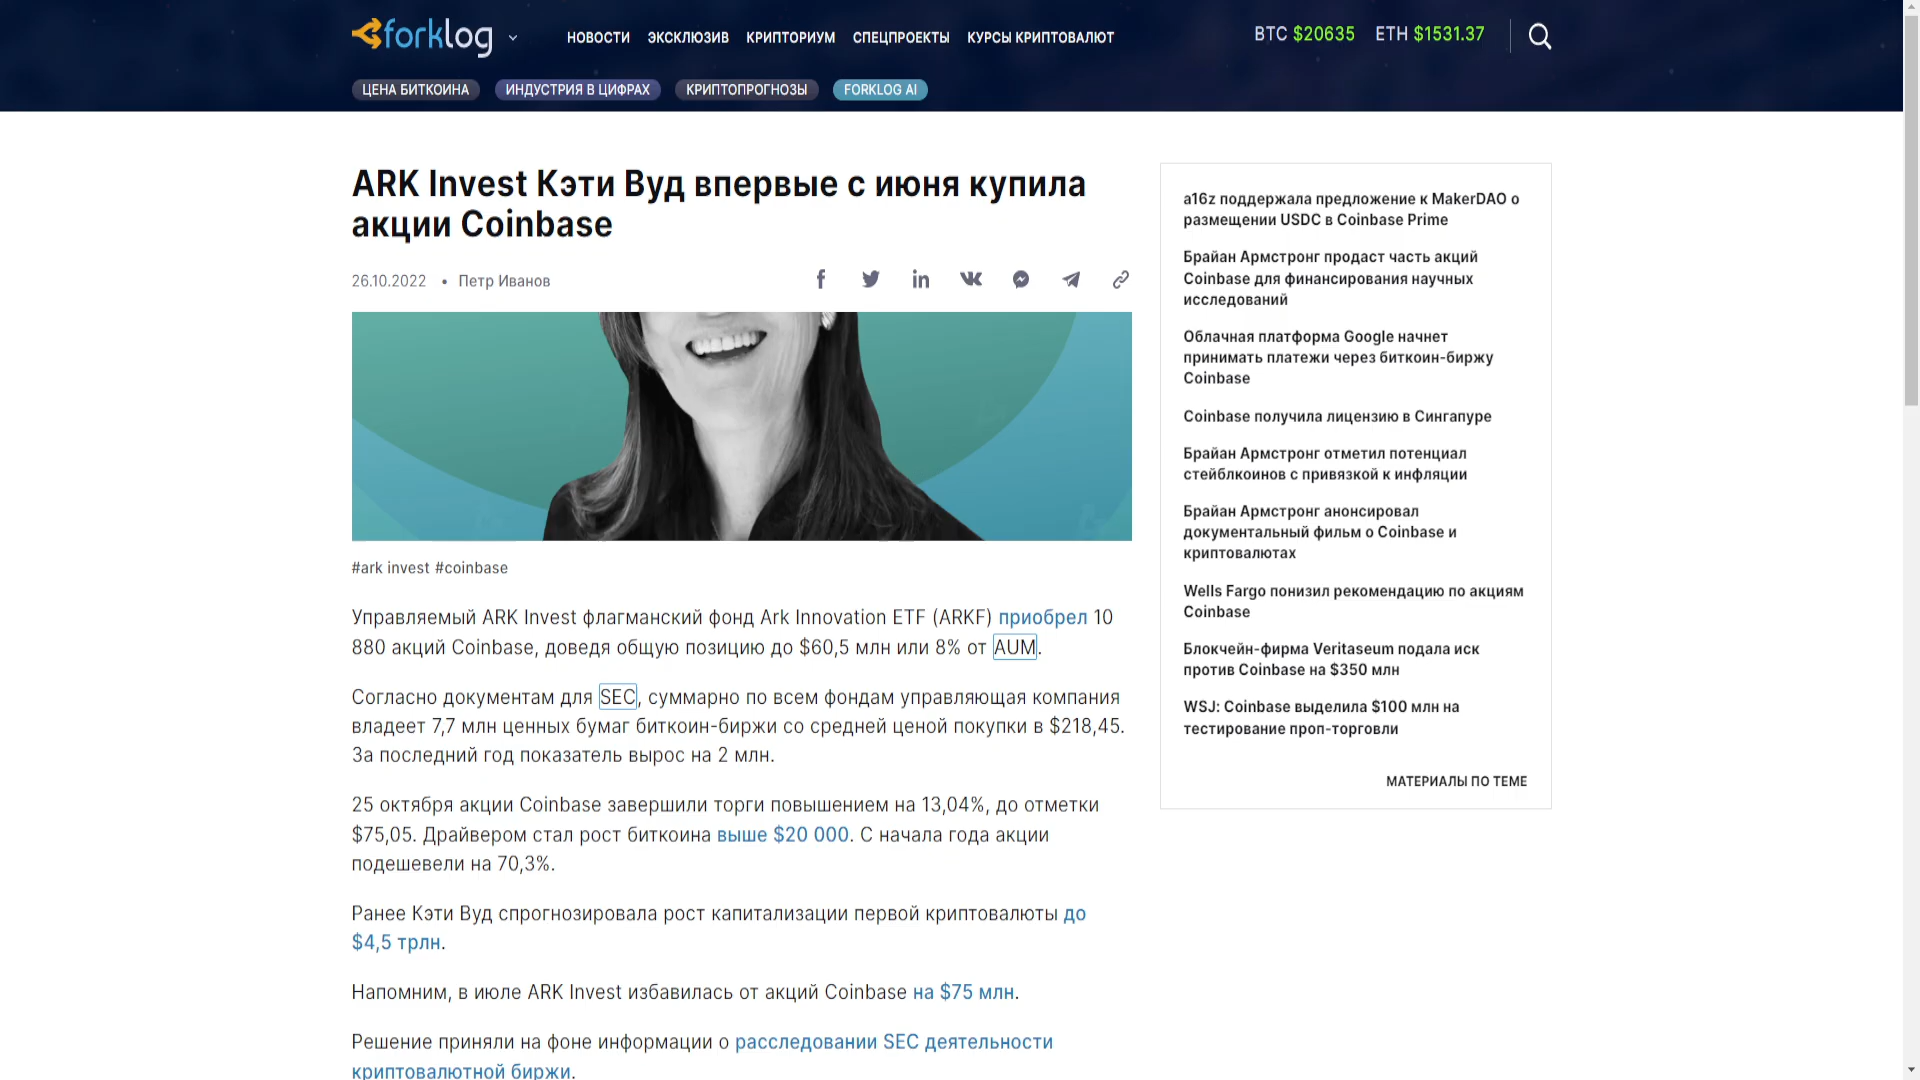 forklog
НОВОСТИ ЭКСКЛЮЗИВ КРИПТОРИУМ СПЕЦПРОЕКТЫ КУРСЫ КРИПТОВАЛЮТ
BTC $20635 ETH $1531.37
ЦЕНА БИТКОИНА ИНДУСТРИЯ В ЦИФРАХ КРИПТОПРОГНОЗЫ FORKLOG AI
ARK Invest Кэти Вуд впервые с июня купила
акции Coinbase
26.10.2022 • Петр Иванов
#ark invest #coinbase
Управляемый ARK Invest флагманский фонд Ark Innovation ETF (ARKF) приобрел 10
880 акций Coinbase, доведя общую позицию до $60,5 млн или 8% от AUM.
Согласно документам для SEC, суммарно по всем фондам управляющая компания
владеет 7,7 млн ценных бумаг биткоин-биржи со средней ценой покупки в $218,45.
За последний год показатель вырос на 2 млн.
25 октября акции Coinbase завершили торги повышением на 13,04%, до отметки
$75,05. Драйвером стал рост биткоина выше $20 000. С начала года акции
подешевели на 70,3%.
Ранее Кэти Вуд спрогнозировала рост капитализации первой криптовалюты до
$4,5 трлн.
Напомним, в июле ARK Invest избавилась от акций Coinbase на $75 млн.
Решение приняли на фоне информации о расследовании SEC деятельности
криптовалютной биржи.
a16z поддержала предложение к MakerDAO о
размещении USDC в Coinbase Prime
Брайан Армстронг продаст часть акций
Coinbase для финансирования научных
исследований
Облачная платформа Google начнет
принимать платежи через биткоин-биржу
Coinbase
Coinbase получила лицензию в Сингапуре
Брайан Армстронг отметил потенциал
стейблкоинов с привязкой к инфляции
Брайан Армстронг анонсировал
документальный фильм о Coinbase и
криптовалютах
Wells Fargo понизил рекомендацию по акциям
Coinbase
Блокчейн-фирма Veritaseum подала иск
против Coinbase на $350 млн
WSJ: Coinbase выделила $100 млн на
тестирование проп-торговли
МАТЕРИАЛЫ ПО ТЕМЕ